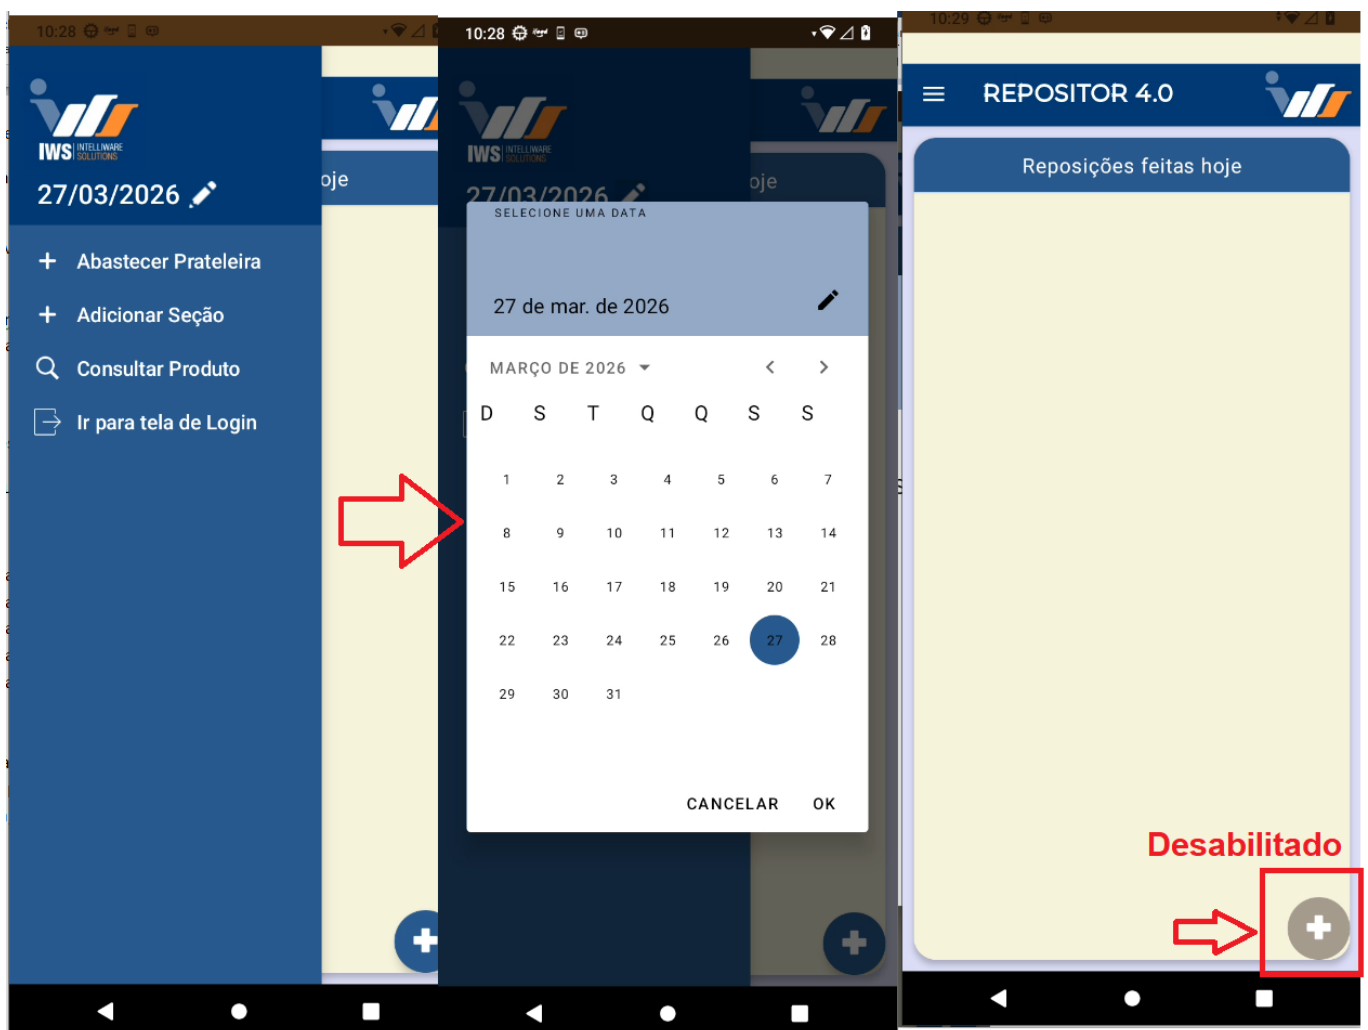 10:28
IWS INTELLIWARE
SOLUTIONS
27/03/2026
Abastecer Prateleira
Adicionar Seção
Consultar Produto
Ir para tela de Login
oje
10:28
IWS INTELLIWARE
SOLUTIONS
27/03/2026
oje
SELECIONE UMA DATA
27 de mar. de 2026
MARÇO DE 2026
D S T Q Q S S
1 2 3 4 5 6 7
8 9 10 11 12 13 14
15 16 17 18 19 20 21
22 23 24 25 26 27 28
29 30 31
CANCELAR OK
10:29
REPOSITOR 4.0
Reposições feitas hoje
Desabilitado